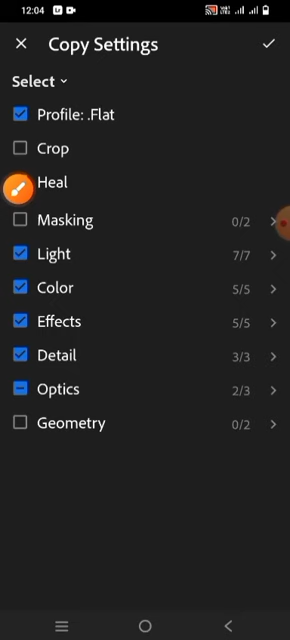 12:04
Copy Settings
Select
Profile: .Flat
Crop
Heal
Masking 0/2
Light 7/7
Color 5/5
Effects 5/5
Detail 3/3
Optics 2/3
Geometry 0/2